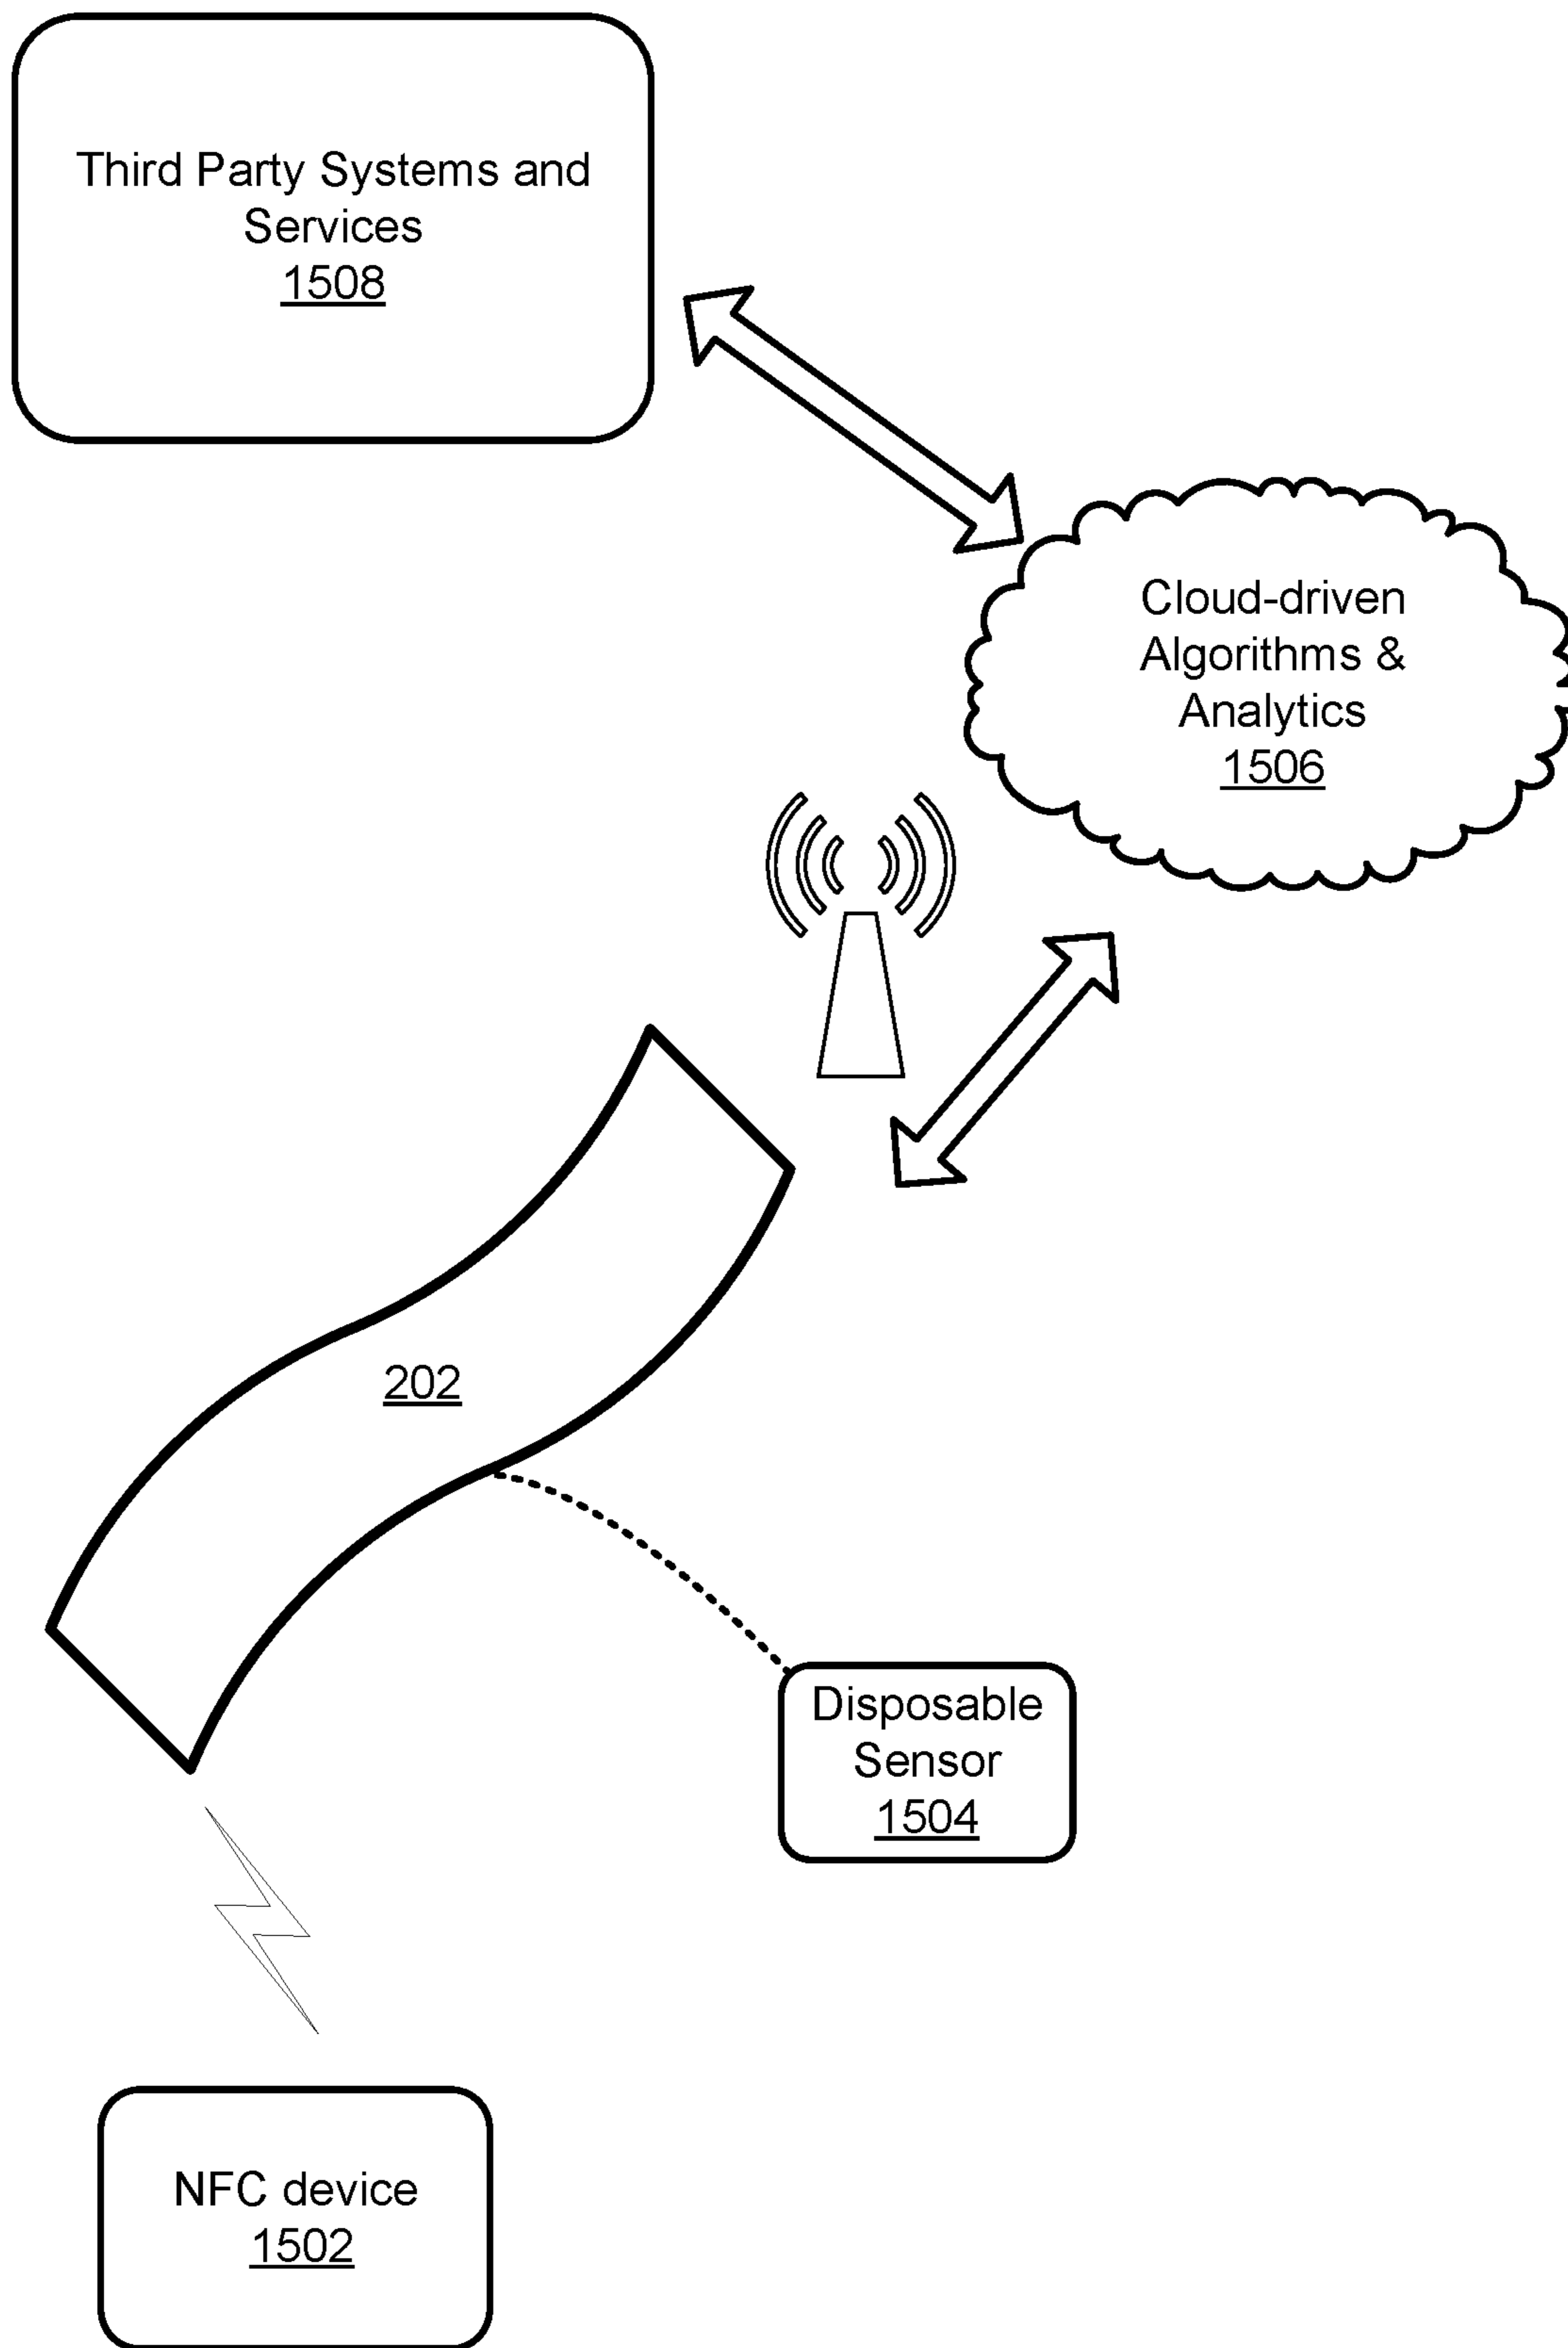 Third Party Systems and
Services
1508
Cloud-driven
Algorithms &
Analytics
1506
202
Disposable
Sensor
1504
NFC device
1502